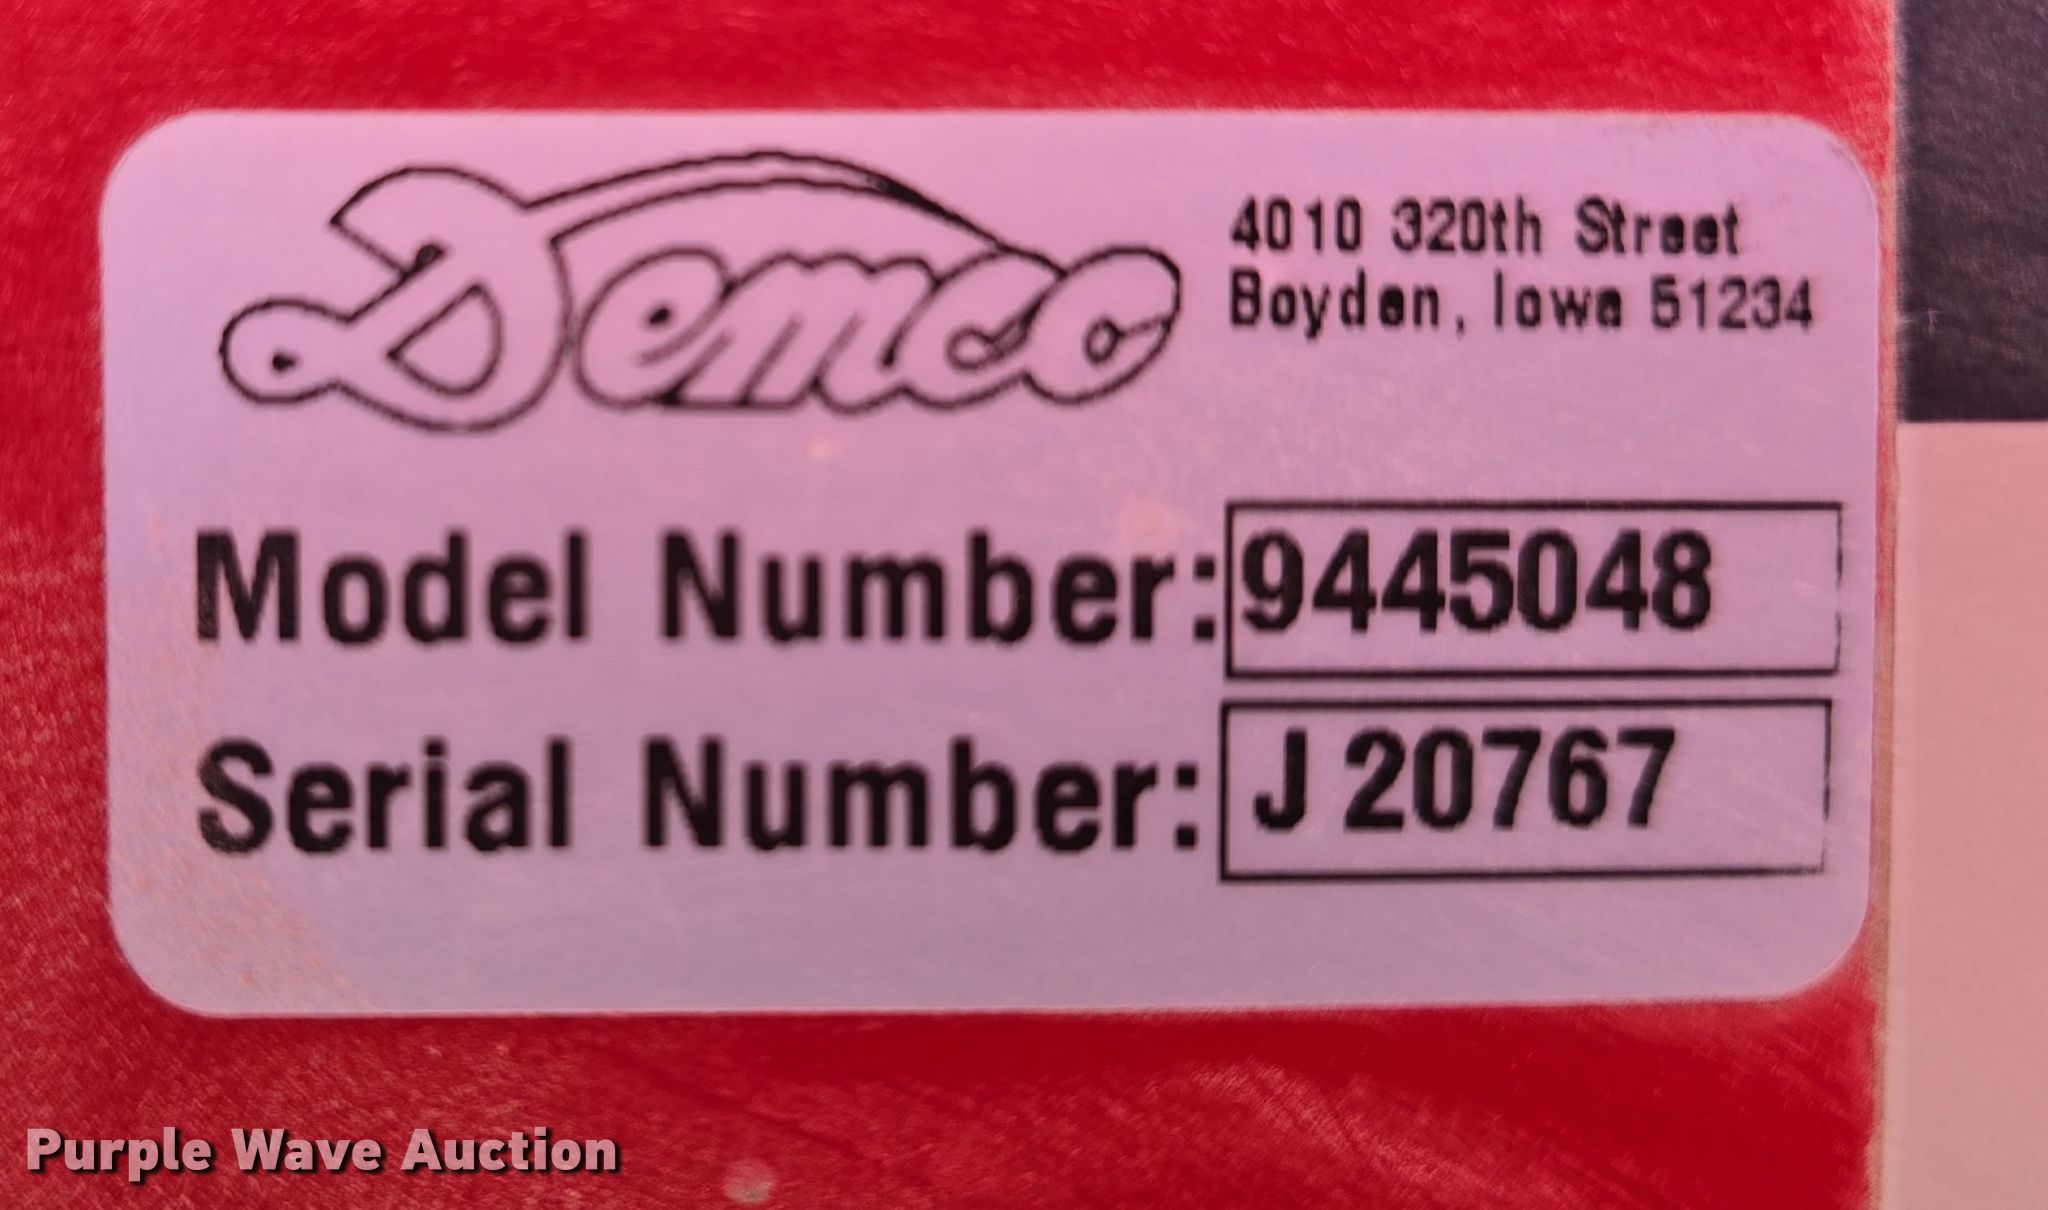 Demco
4010 320th Street
Boyden, Iowa 51234
Model Number: 9445048
Serial Number: J 20767
Purple Wave Auction